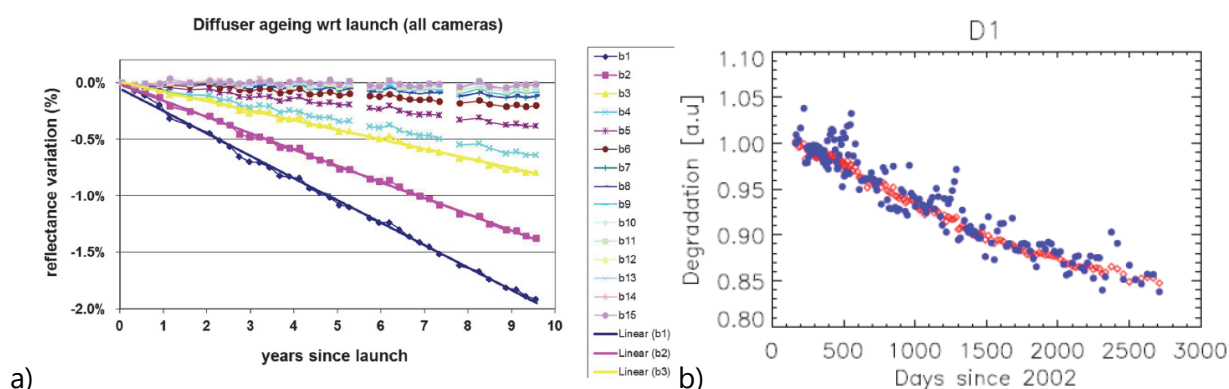 Diffuser ageing wrt launch (all cameras)
reflectance variation (%)
0.0%
-0.5%
-1.0%
-1.5%
-2.0%
0 1 2 3 4 5 6 7 8 9 10
years since launch
b1
b2
b3
b4
b5
b6
b7
b8
b9
b10
b11
b12
b13
b14
b15
Linear (b1)
Linear (b2)
Linear (b3)
a)
D1
Degradation [a.u]
1.10
1.05
1.00
0.95
0.90
0.85
0.80
0 500 1000 1500 2000 2500 3000
Days since 2002
b)